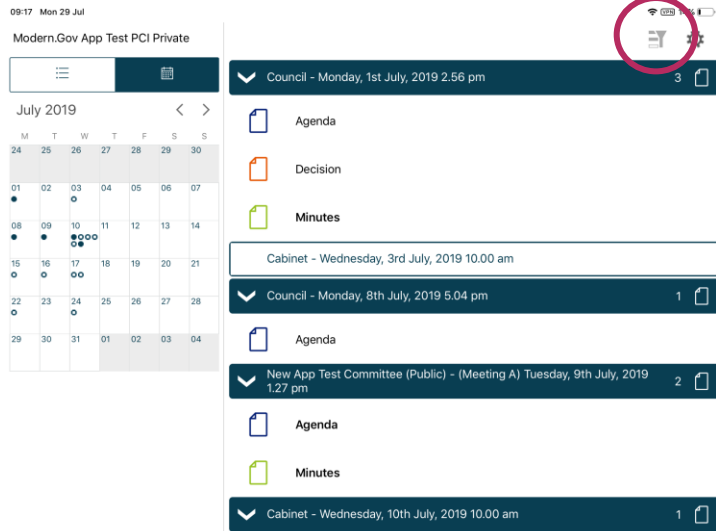 09:17 Mon 29 Jul
VPN
Modern.Gov App Test PCI Private
July 2019
M T W T F S S
24 25 26 27 28 29 30
01 02 03 04 05 06 07
08 09 10 11 12 13 14
15 16 17 18 19 20 21
22 23 24 25 26 27 28
29 30 31 01 02 03 04
Council - Monday, 1st July, 2019 2.56 pm 3
Agenda
Decision
Minutes
Cabinet - Wednesday, 3rd July, 2019 10.00 am
Council - Monday, 8th July, 2019 5.04 pm 1
Agenda
New App Test Committee (Public) - (Meeting A) Tuesday, 9th July, 2019
1.27 pm 2
Agenda
Minutes
Cabinet - Wednesday, 10th July, 2019 10.00 am 1